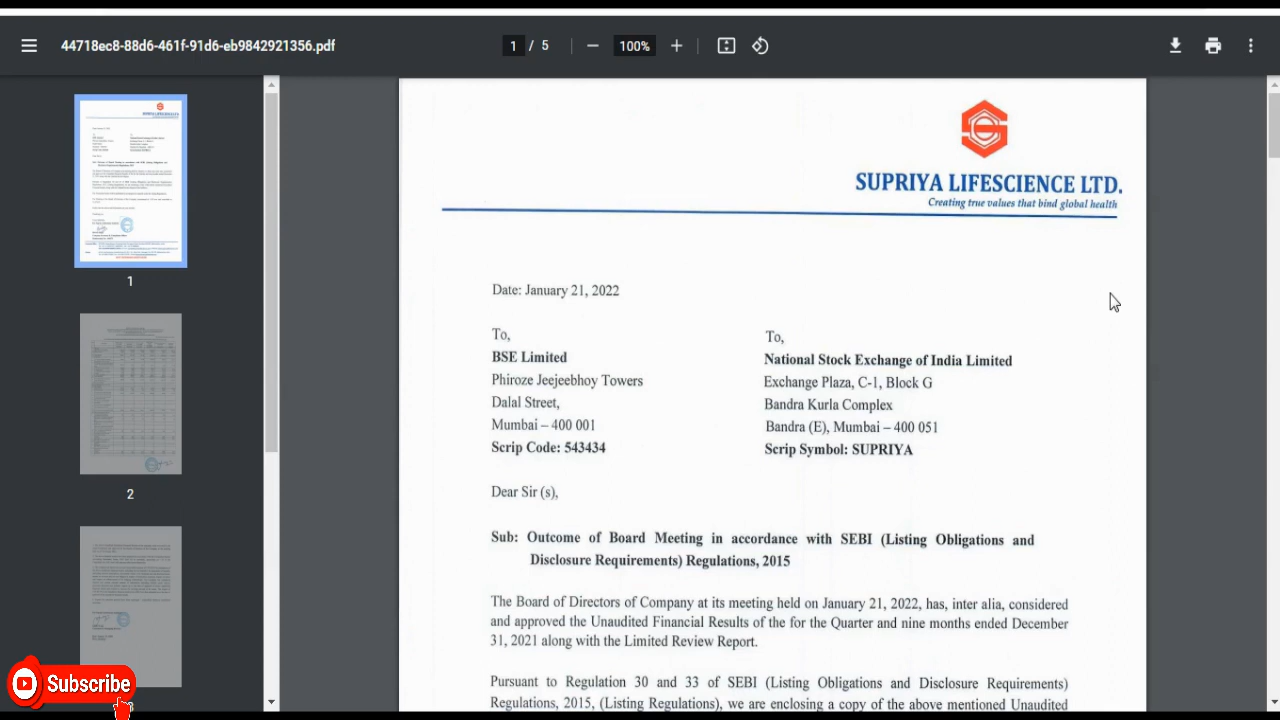 44718ec8-88d6-461f-91d6-eb9842921356.pdf
1 / 5
100%
1
2
Subscribe
SUPRIYA LIFESCIENCE LTD.
Creating true values that bind global health
Date: January 21, 2022
To,
BSE Limited
Phiroze Jeejeebhoy Towers
Dalal Street,
Mumbai – 400 001
Scrip Code: 543434
To,
National Stock Exchange of India Limited
Exchange Plaza, C-1, Block G
Bandra Kurla Complex
Bandra (E), Mumbai – 400 051
Scrip Symbol: SUPRIYA
Dear Sir (s),
Sub: Outcome of Board Meeting in accordance with SEBI (Listing Obligations and
Disclosure Requirements) Regulations, 2015
The Board of Directors of Company at its meeting held on January 21, 2022, has, inter alia, considered
and approved the Unaudited Financial Results of the for the Quarter and nine months ended December
31, 2021 along with the Limited Review Report.
Pursuant to Regulation 30 and 33 of SEBI (Listing Obligations and Disclosure Requirements)
Regulations, 2015, (Listing Regulations), we are enclosing a copy of the above mentioned Unaudited